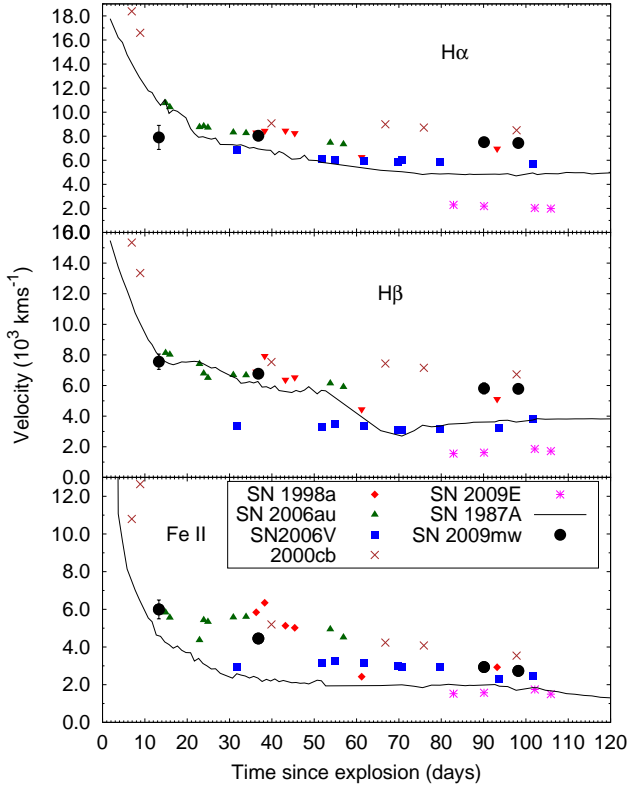 18.0
16.0
14.0
12.0
10.0
8.0
6.0
4.0
2.0
Hα
16.0
14.0
12.0
10.0
8.0
6.0
4.0
2.0
0.0
Hβ
Velocity (10³ kms⁻¹)
12.0
10.0
8.0
6.0
4.0
2.0
0.0
Fe II
SN 1998a
SN 2006au
SN2006V
2000cb
SN 2009E
SN 1987A
SN 2009mw
0 10 20 30 40 50 60 70 80 90 100 110 120
Time since explosion (days)